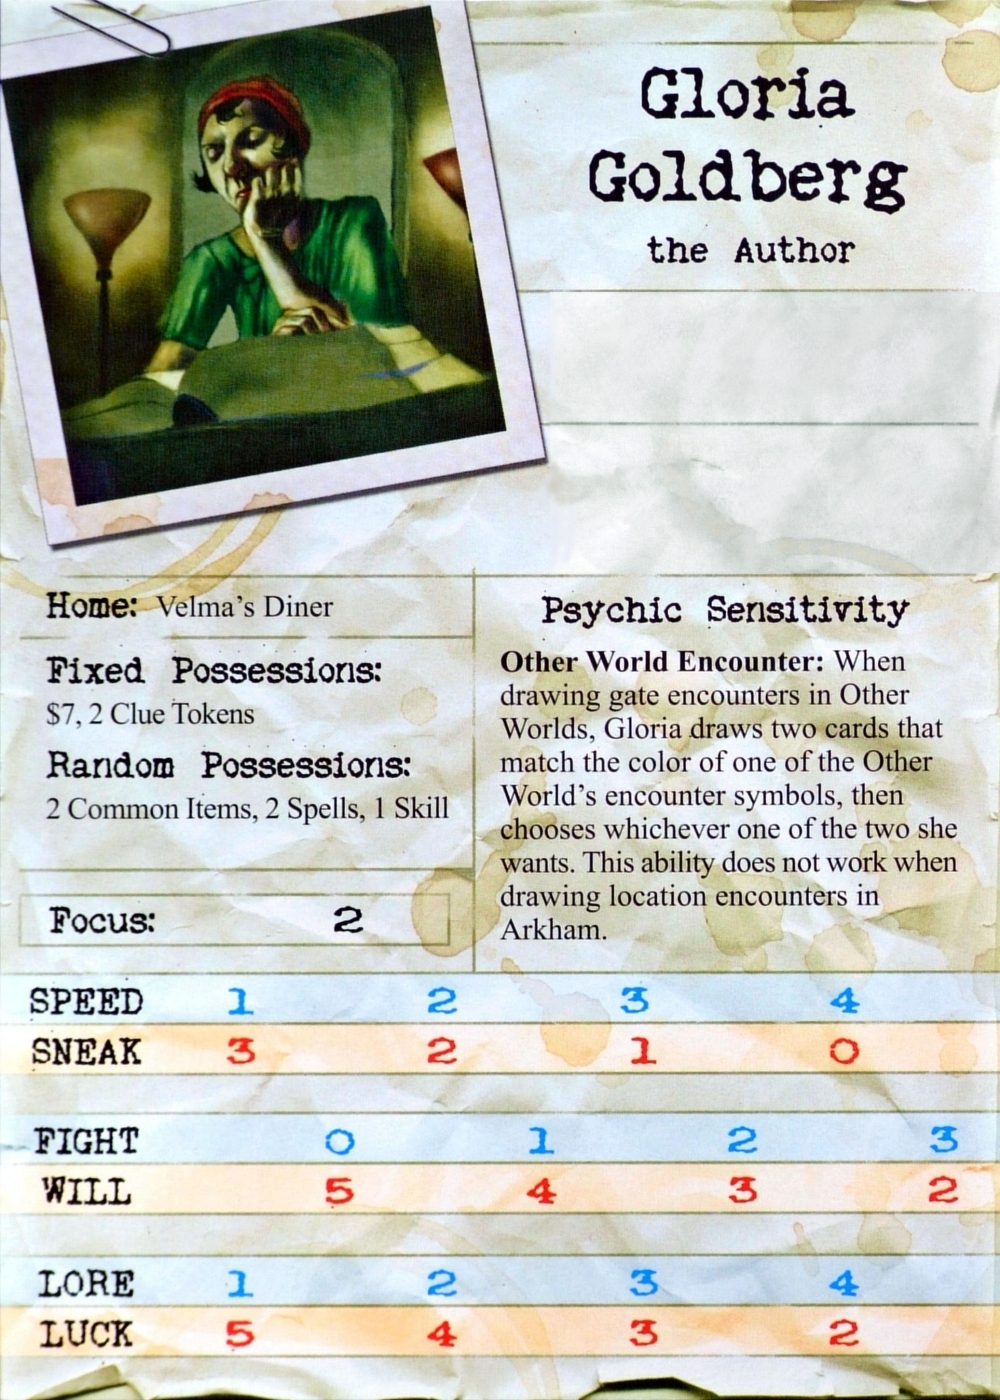 Gloria
Goldberg
the Author
Home: Velma's Diner
Fixed Possessions:
$7, 2 Clue Tokens
Random Possessions:
2 Common Items, 2 Spells, 1 Skill
Focus: 2
Psychic Sensitivity
Other World Encounter: When
drawing gate encounters in Other
Worlds, Gloria draws two cards that
match the color of one of the Other
World's encounter symbols, then
chooses whichever one of the two she
wants. This ability does not work when
drawing location encounters in
Arkham.
SPEED 1 2 3 4
SNEAK 3 2 1 0
FIGHT 0 1 2 3
WILL 5 4 3 2
LORE 1 2 3 4
LUCK 5 4 3 2